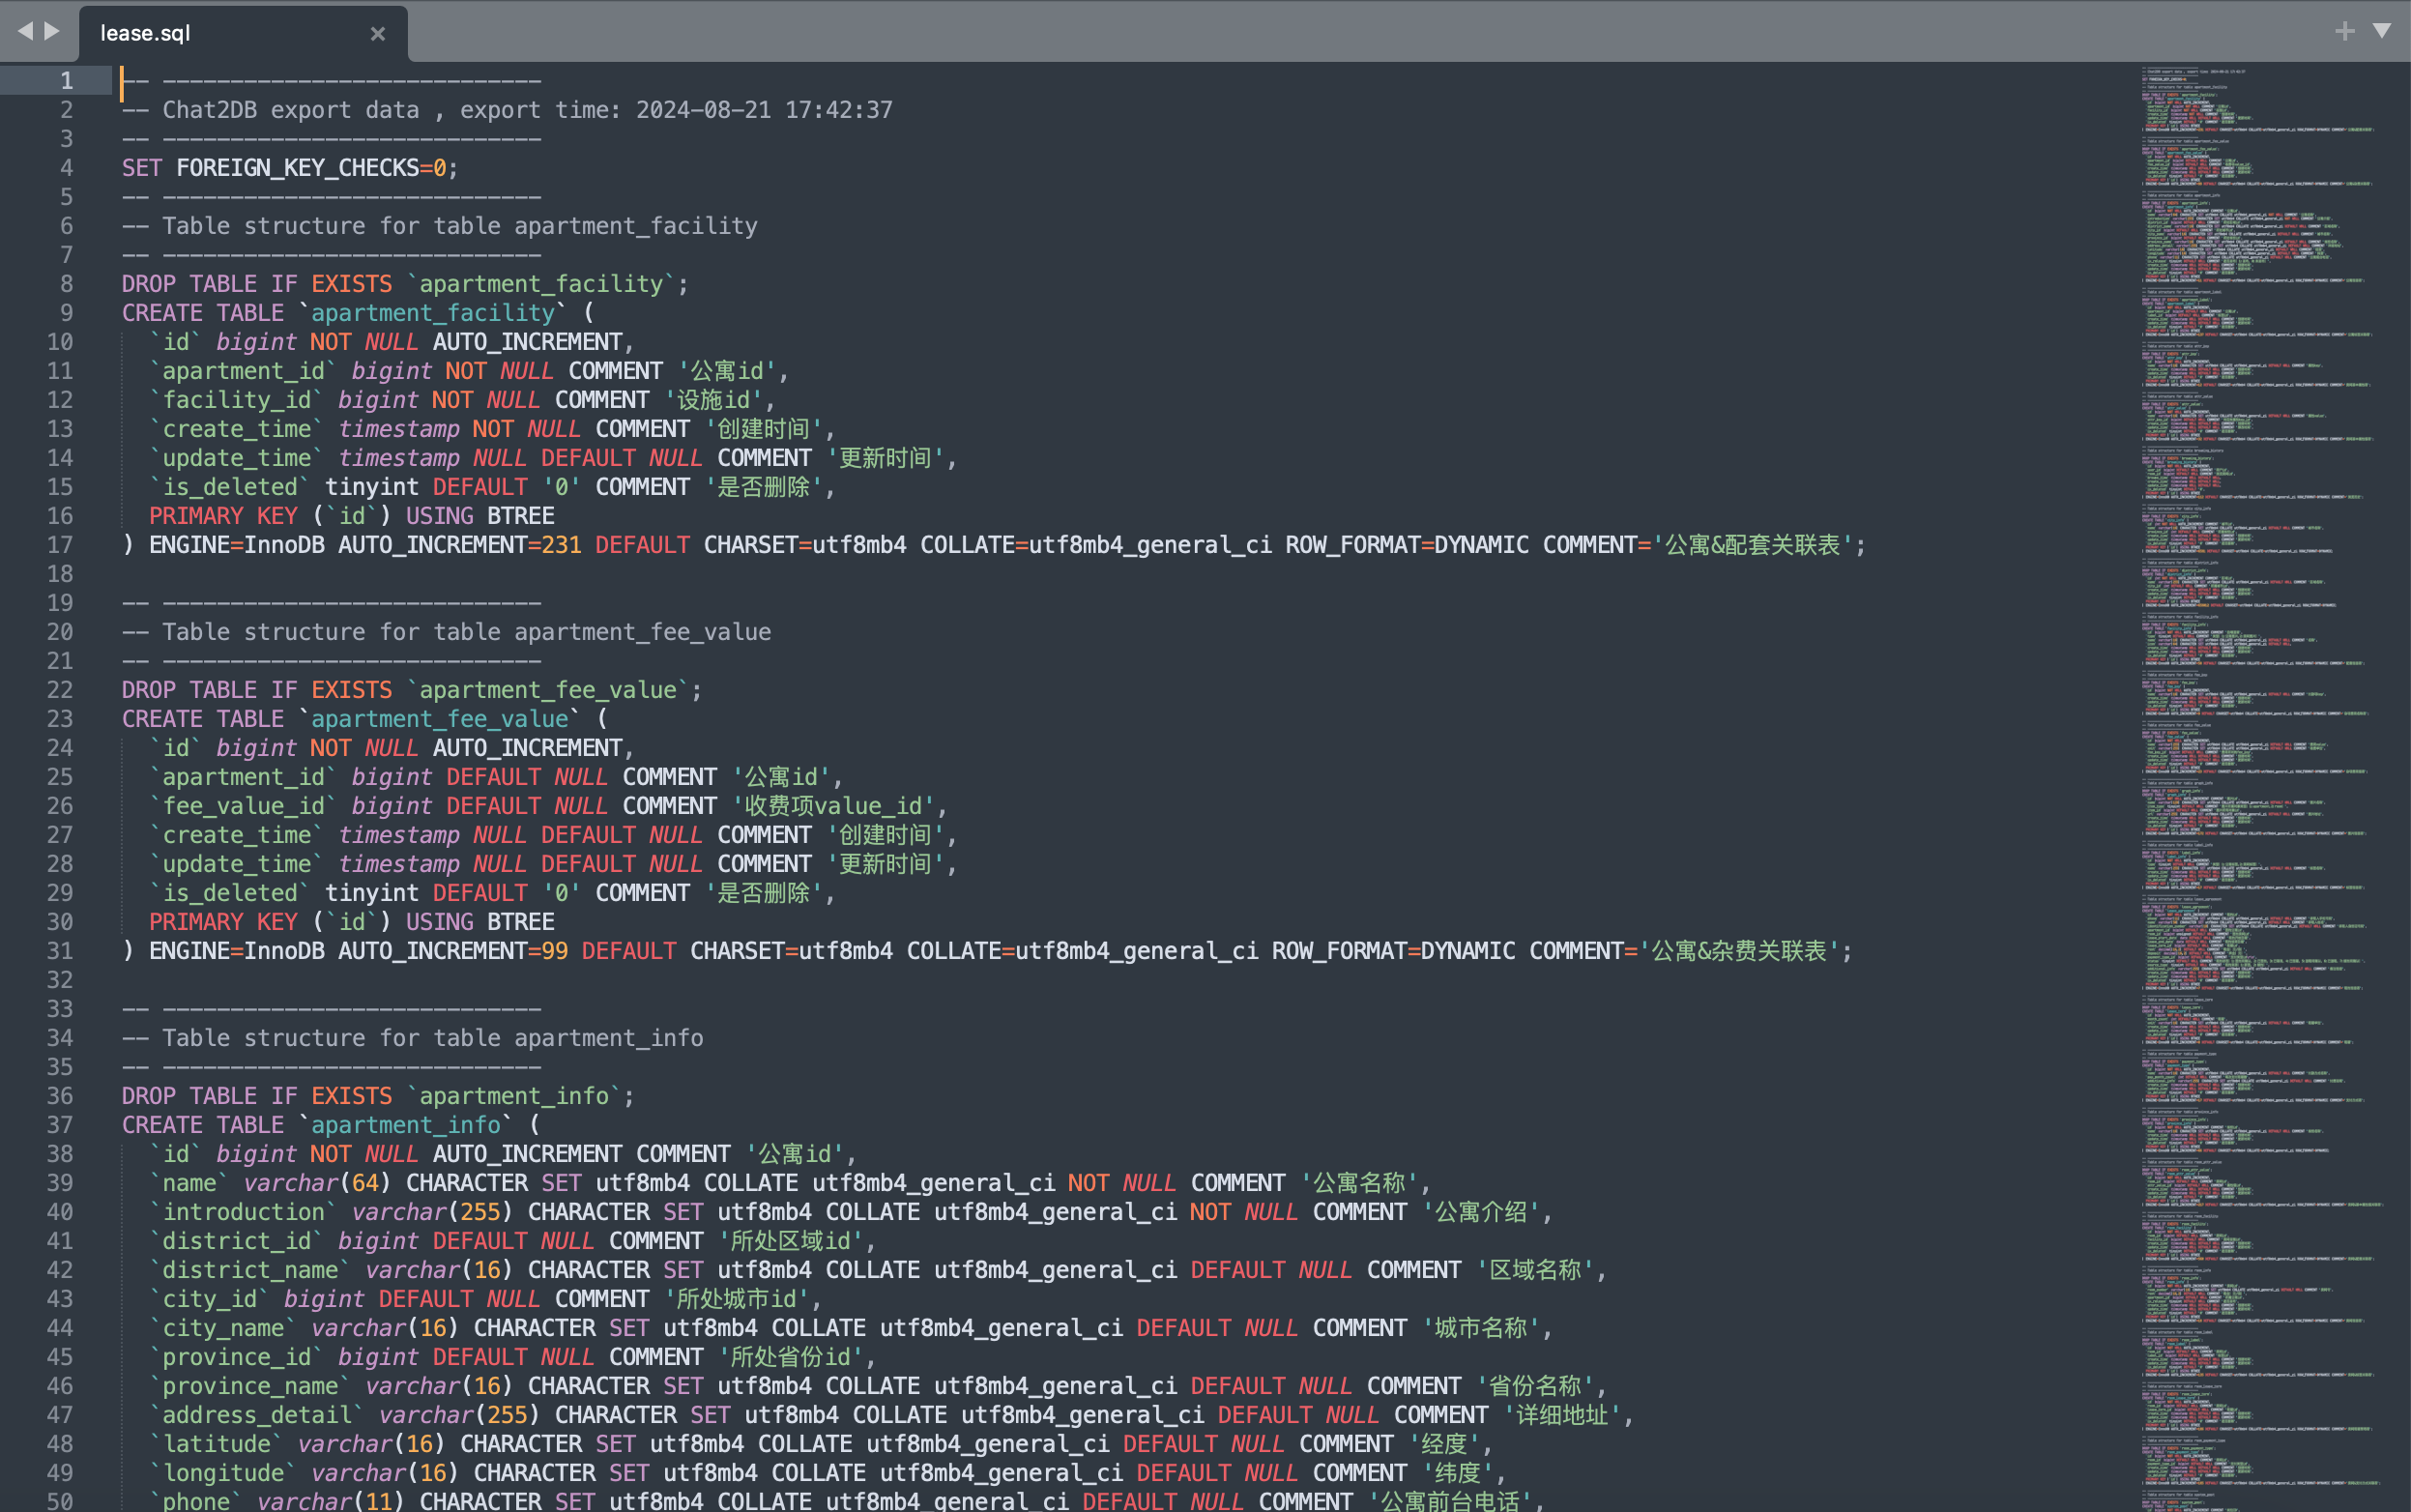 lease.sql
1 -- ----------------------------
2 -- Chat2DB export data , export time: 2024-08-21 17:42:37
3 -- ----------------------------
4 SET FOREIGN_KEY_CHECKS=0;
5 -- ----------------------------
6 -- Table structure for table apartment_facility
7 -- ----------------------------
8 DROP TABLE IF EXISTS `apartment_facility`;
9 CREATE TABLE `apartment_facility` (
10   `id` bigint NOT NULL AUTO_INCREMENT,
11   `apartment_id` bigint NOT NULL COMMENT '公寓id',
12   `facility_id` bigint NOT NULL COMMENT '设施id',
13   `create_time` timestamp NOT NULL COMMENT '创建时间',
14   `update_time` timestamp NULL DEFAULT NULL COMMENT '更新时间',
15   `is_deleted` tinyint DEFAULT '0' COMMENT '是否删除',
16   PRIMARY KEY (`id`) USING BTREE
17 ) ENGINE=InnoDB AUTO_INCREMENT=231 DEFAULT CHARSET=utf8mb4 COLLATE=utf8mb4_general_ci ROW_FORMAT=DYNAMIC COMMENT='公寓&配套关联表';
18
19 -- ----------------------------
20 -- Table structure for table apartment_fee_value
21 -- ----------------------------
22 DROP TABLE IF EXISTS `apartment_fee_value`;
23 CREATE TABLE `apartment_fee_value` (
24   `id` bigint NOT NULL AUTO_INCREMENT,
25   `apartment_id` bigint DEFAULT NULL COMMENT '公寓id',
26   `fee_value_id` bigint DEFAULT NULL COMMENT '收费项value_id',
27   `create_time` timestamp NULL DEFAULT NULL COMMENT '创建时间',
28   `update_time` timestamp NULL DEFAULT NULL COMMENT '更新时间',
29   `is_deleted` tinyint DEFAULT '0' COMMENT '是否删除',
30   PRIMARY KEY (`id`) USING BTREE
31 ) ENGINE=InnoDB AUTO_INCREMENT=99 DEFAULT CHARSET=utf8mb4 COLLATE=utf8mb4_general_ci ROW_FORMAT=DYNAMIC COMMENT='公寓&杂费关联表';
32
33 -- ----------------------------
34 -- Table structure for table apartment_info
35 -- ----------------------------
36 DROP TABLE IF EXISTS `apartment_info`;
37 CREATE TABLE `apartment_info` (
38   `id` bigint NOT NULL AUTO_INCREMENT COMMENT '公寓id',
39   `name` varchar(64) CHARACTER SET utf8mb4 COLLATE utf8mb4_general_ci NOT NULL COMMENT '公寓名称',
40   `introduction` varchar(255) CHARACTER SET utf8mb4 COLLATE utf8mb4_general_ci NOT NULL COMMENT '公寓介绍',
41   `district_id` bigint DEFAULT NULL COMMENT '所处区域id',
42   `district_name` varchar(16) CHARACTER SET utf8mb4 COLLATE utf8mb4_general_ci DEFAULT NULL COMMENT '区域名称',
43   `city_id` bigint DEFAULT NULL COMMENT '所处城市id',
44   `city_name` varchar(16) CHARACTER SET utf8mb4 COLLATE utf8mb4_general_ci DEFAULT NULL COMMENT '城市名称',
45   `province_id` bigint DEFAULT NULL COMMENT '所处省份id',
46   `province_name` varchar(16) CHARACTER SET utf8mb4 COLLATE utf8mb4_general_ci DEFAULT NULL COMMENT '省份名称',
47   `address_detail` varchar(255) CHARACTER SET utf8mb4 COLLATE utf8mb4_general_ci DEFAULT NULL COMMENT '详细地址',
48   `latitude` varchar(16) CHARACTER SET utf8mb4 COLLATE utf8mb4_general_ci DEFAULT NULL COMMENT '经度',
49   `longitude` varchar(16) CHARACTER SET utf8mb4 COLLATE utf8mb4_general_ci DEFAULT NULL COMMENT '纬度',
50   `phone` varchar(11) CHARACTER SET utf8mb4 COLLATE utf8mb4_general_ci DEFAULT NULL COMMENT '公寓前台电话',